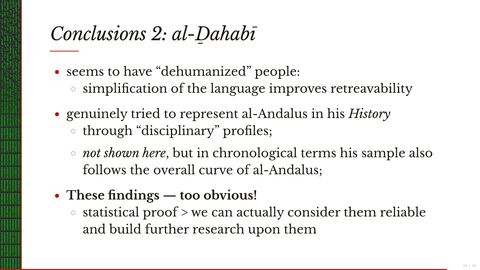 Conclusions 2: al-Ḏahabī
seems to have “dehumanized” people:
simplification of the language improves retreavability
genuinely tried to represent al-Andalus in his History
through “disciplinary” profiles;
not shown here, but in chronological terms his sample also
follows the overall curve of al-Andalus;
These findings — too obvious!
statistical proof > we can actually consider them reliable
and build further research upon them